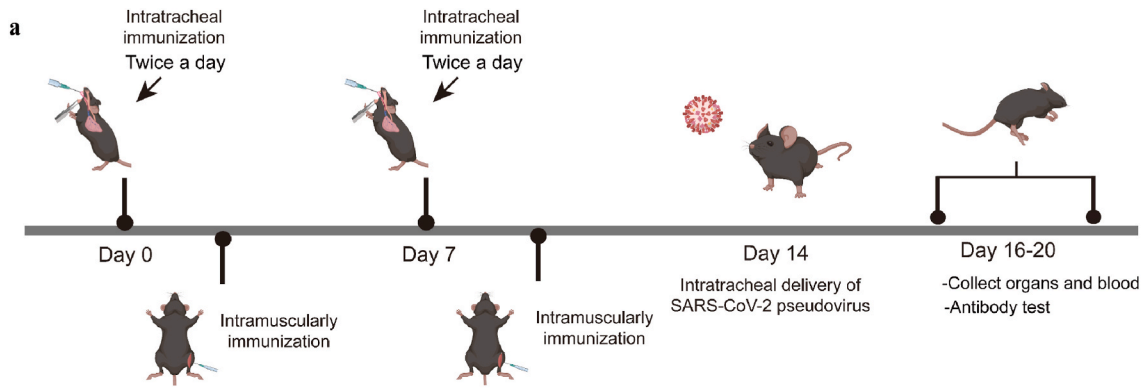 a
Intratracheal
immunization
Twice a day
Intratracheal
immunization
Twice a day
Day 0
Day 7
Day 14
Day 16-20
Intratracheal delivery of
SARS-CoV-2 pseudovirus
-Collect organs and blood
-Antibody test
Intramuscularly
immunization
Intramuscularly
immunization